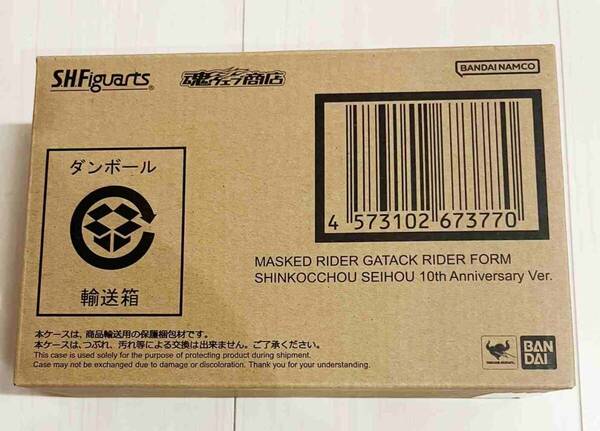 S.H.Figuarts®
魂ウェブ商店
BANDAI NAMCO
ダンボール
輸送箱
4 573102 673770
MASKED RIDER GATACK RIDER FORM
SHINKOCCHOU SEIHOU 10th Anniversary Ver.
本ケースは、商品輸送用の保護梱包材です。
本ケースは、つぶれ、汚れ等による交換は出来ません。ご了承ください。
This case is used solely for the purpose of protecting product during shipment.
Case may not be exchanged due to damage or discoloration. Thank you for your understanding.
BAN
DAI